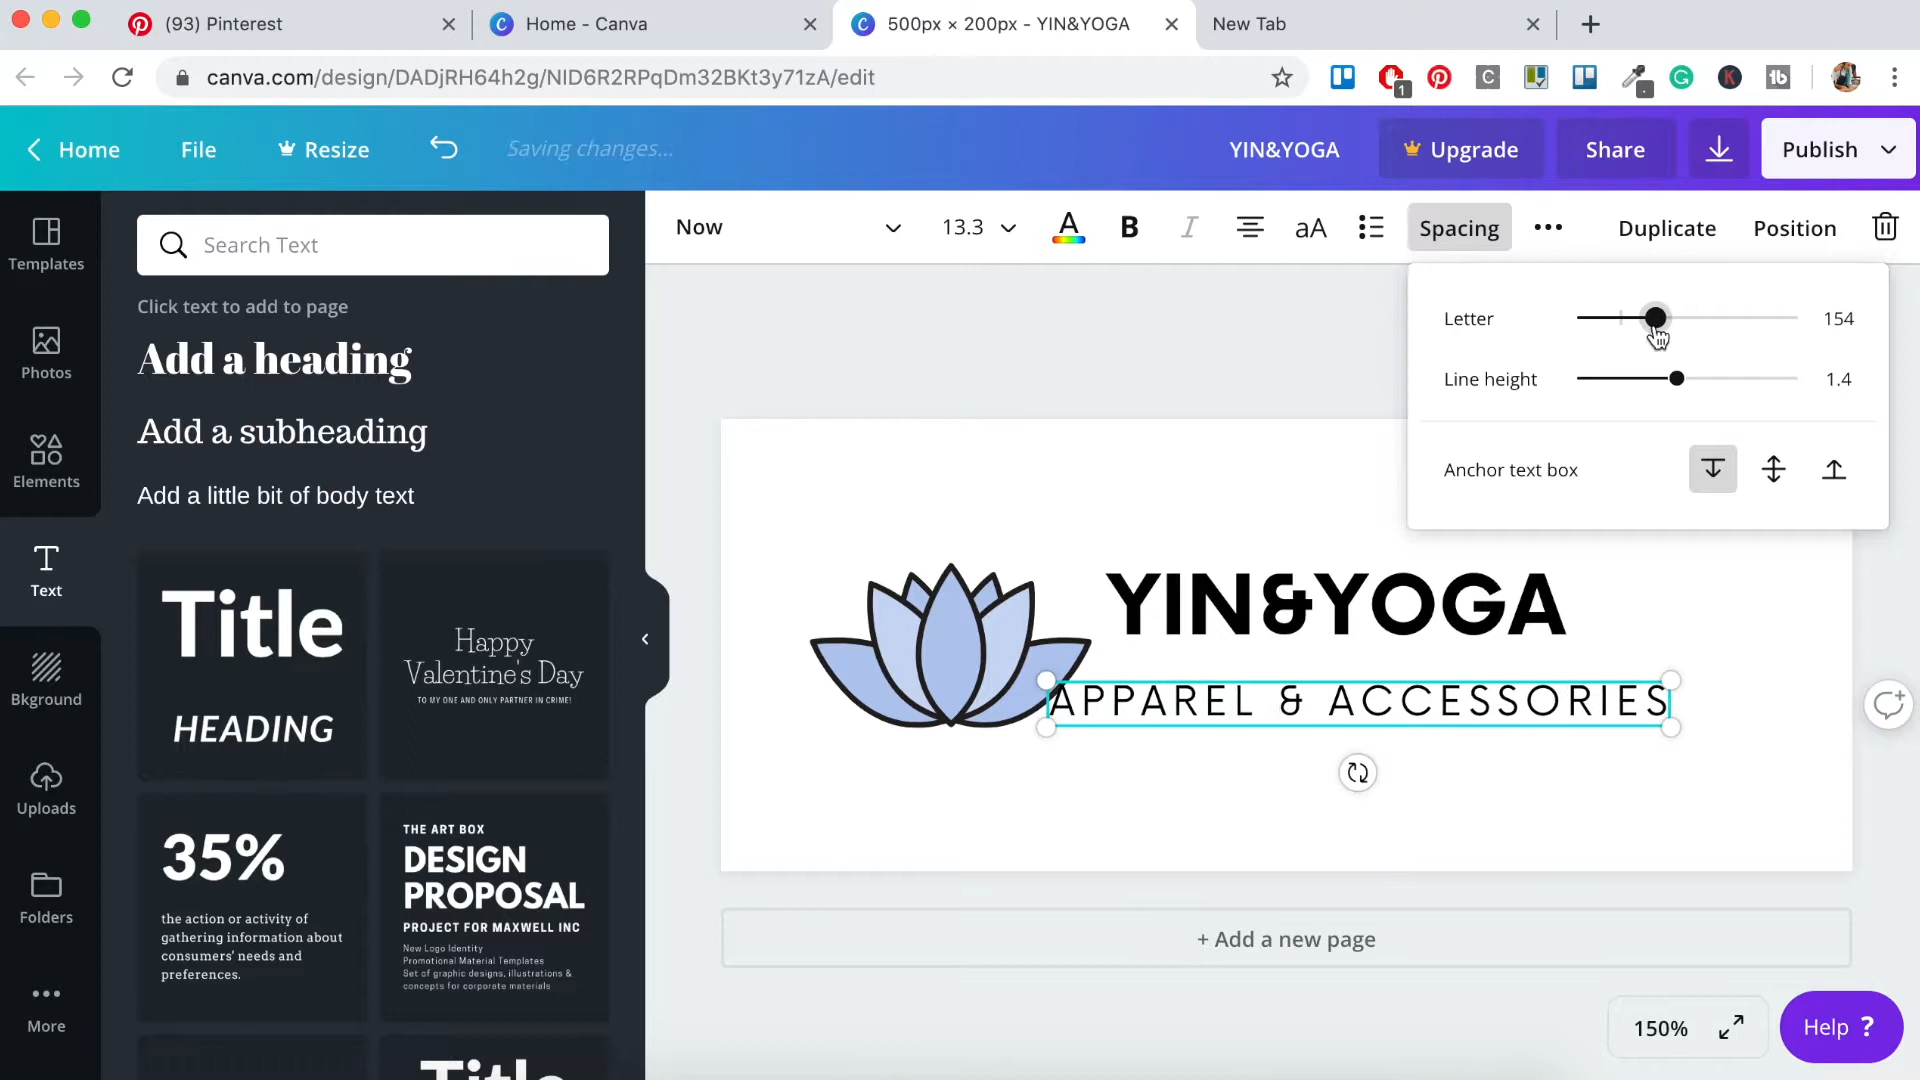 (93) Pinterest
Home - Canva
500px × 200px - YIN&YOGA
New Tab
canva.com/design/DADjRH64h2g/NID6R2RPqDm32BKt3y71zA/edit
1
Home
File
Resize
Saving changes...
YIN&YOGA
Upgrade
Share
Publish
Templates
Photos
Elements
Text
Bkground
Uploads
Folders
More
Search Text
Click text to add to page
Add a heading
Add a subheading
Add a little bit of body text
Title
HEADING
Happy
Valentine's Day
TO MY ONE AND ONLY PARTNER IN CRIME!
35%
the action or activity of
gathering information about
consumers' needs and
preferences.
THE ART BOX
DESIGN
PROPOSAL
PROJECT FOR MAXWELL INC
New Logo Identity
Promotional Material Templates
Set of graphic designs, illustrations &
concepts for corporate materials
Title
Now
13.3
A
B
I
aA
Spacing
Duplicate
Position
Letter
154
Line height
1.4
Anchor text box
YIN&YOGA
APPAREL & ACCESSORIES
+ Add a new page
150%
Help ?